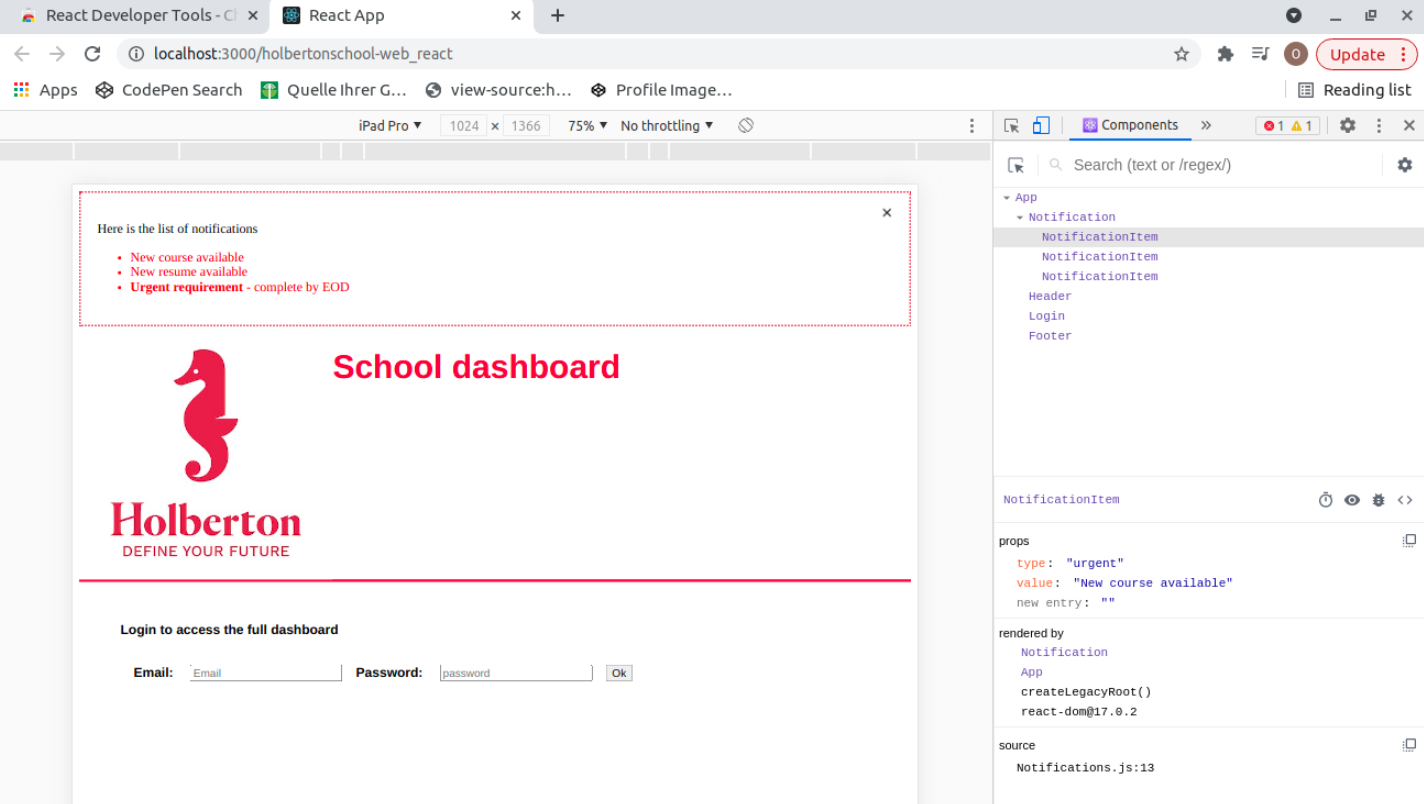 React Developer Tools - Ch
React App
localhost:3000/holbertonschool-web_react
O
Update
Apps
CodePen Search
Quelle Ihrer G…
view-source:h…
Profile Image…
Reading list
iPad Pro ▼ 1024 × 1366 75% ▼ No throttling ▼
Components » 1 1
Search (text or /regex/)
Here is the list of notifications
• New course available
• New resume available
• Urgent requirement - complete by EOD
School dashboard
Holberton
DEFINE YOUR FUTURE
Login to access the full dashboard
Email: Email Password: password Ok
App
Notification
NotificationItem
NotificationItem
NotificationItem
Header
Login
Footer
NotificationItem
props
type: "urgent"
value: "New course available"
new entry: ""
rendered by
Notification
App
createLegacyRoot()
react-dom@17.0.2
source
Notifications.js:13